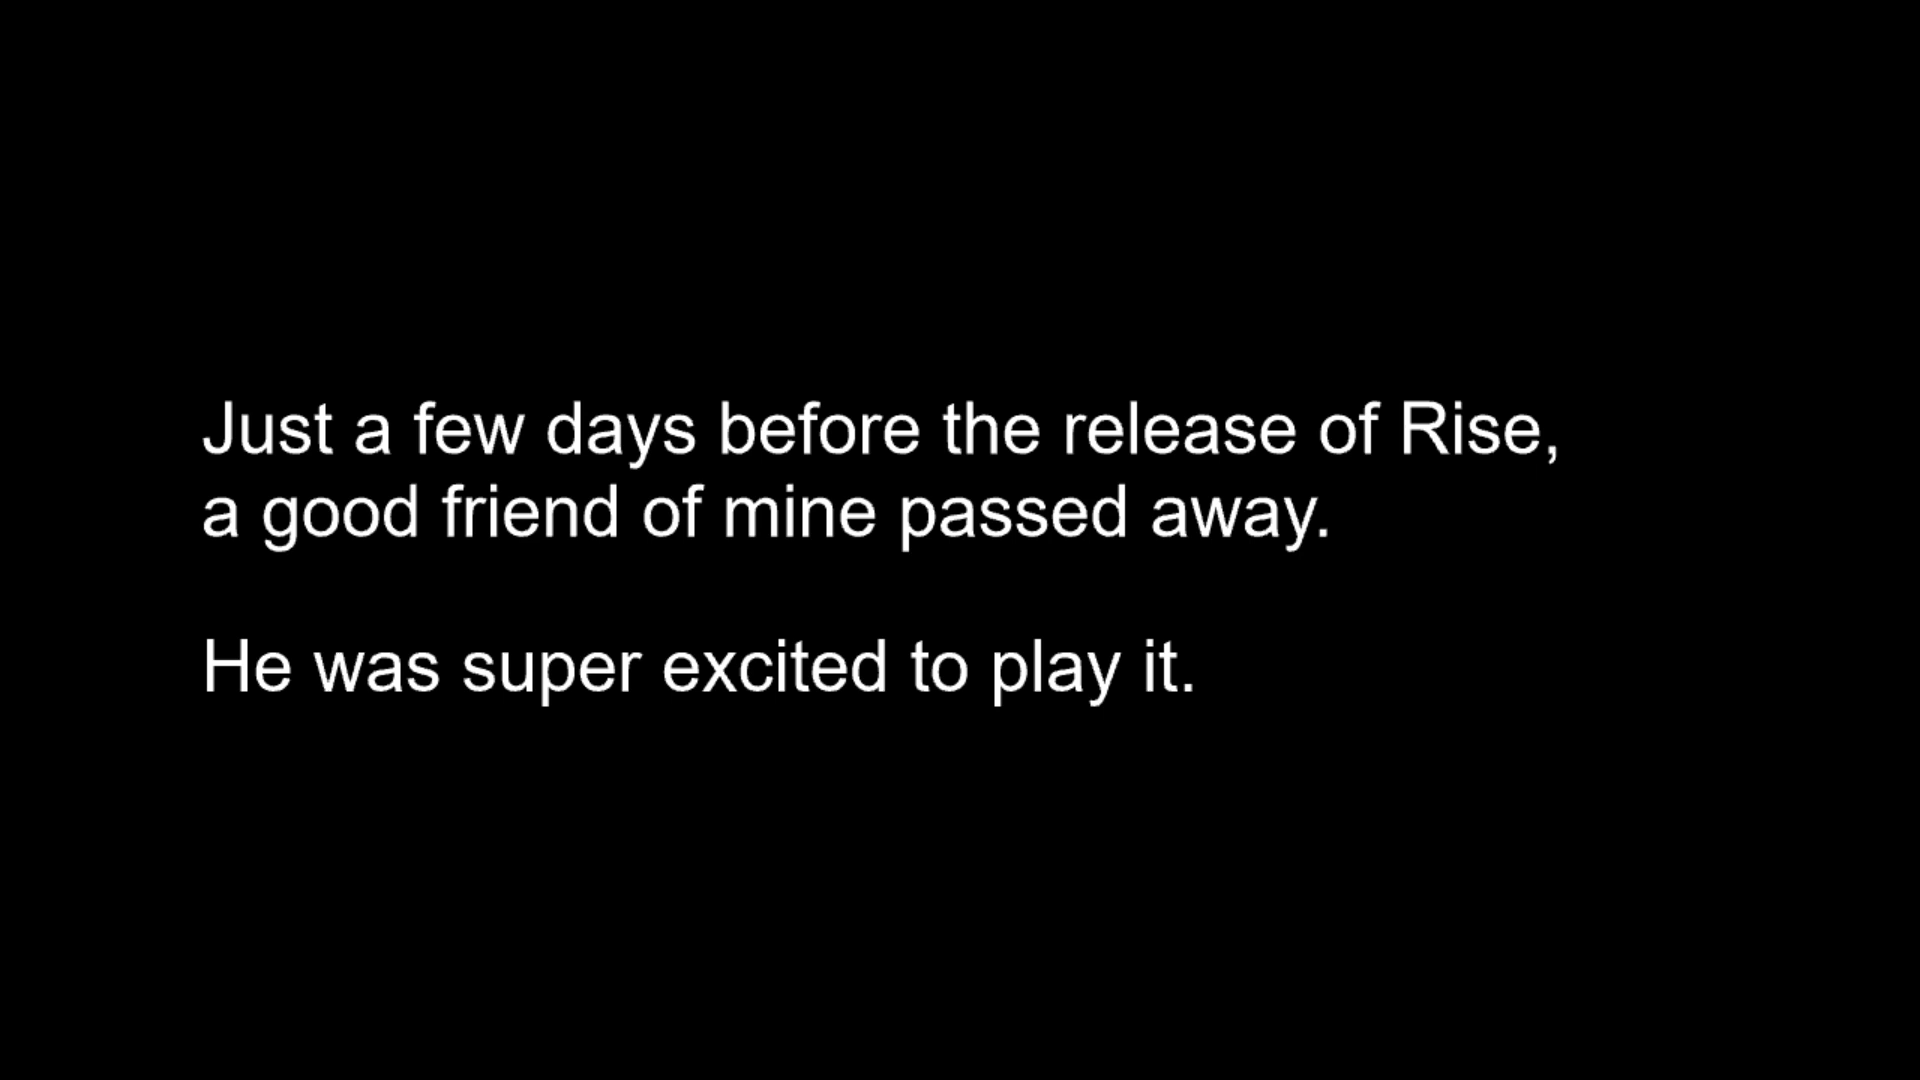 Just a few days before the release of Rise,
a good friend of mine passed away.
He was super excited to play it.